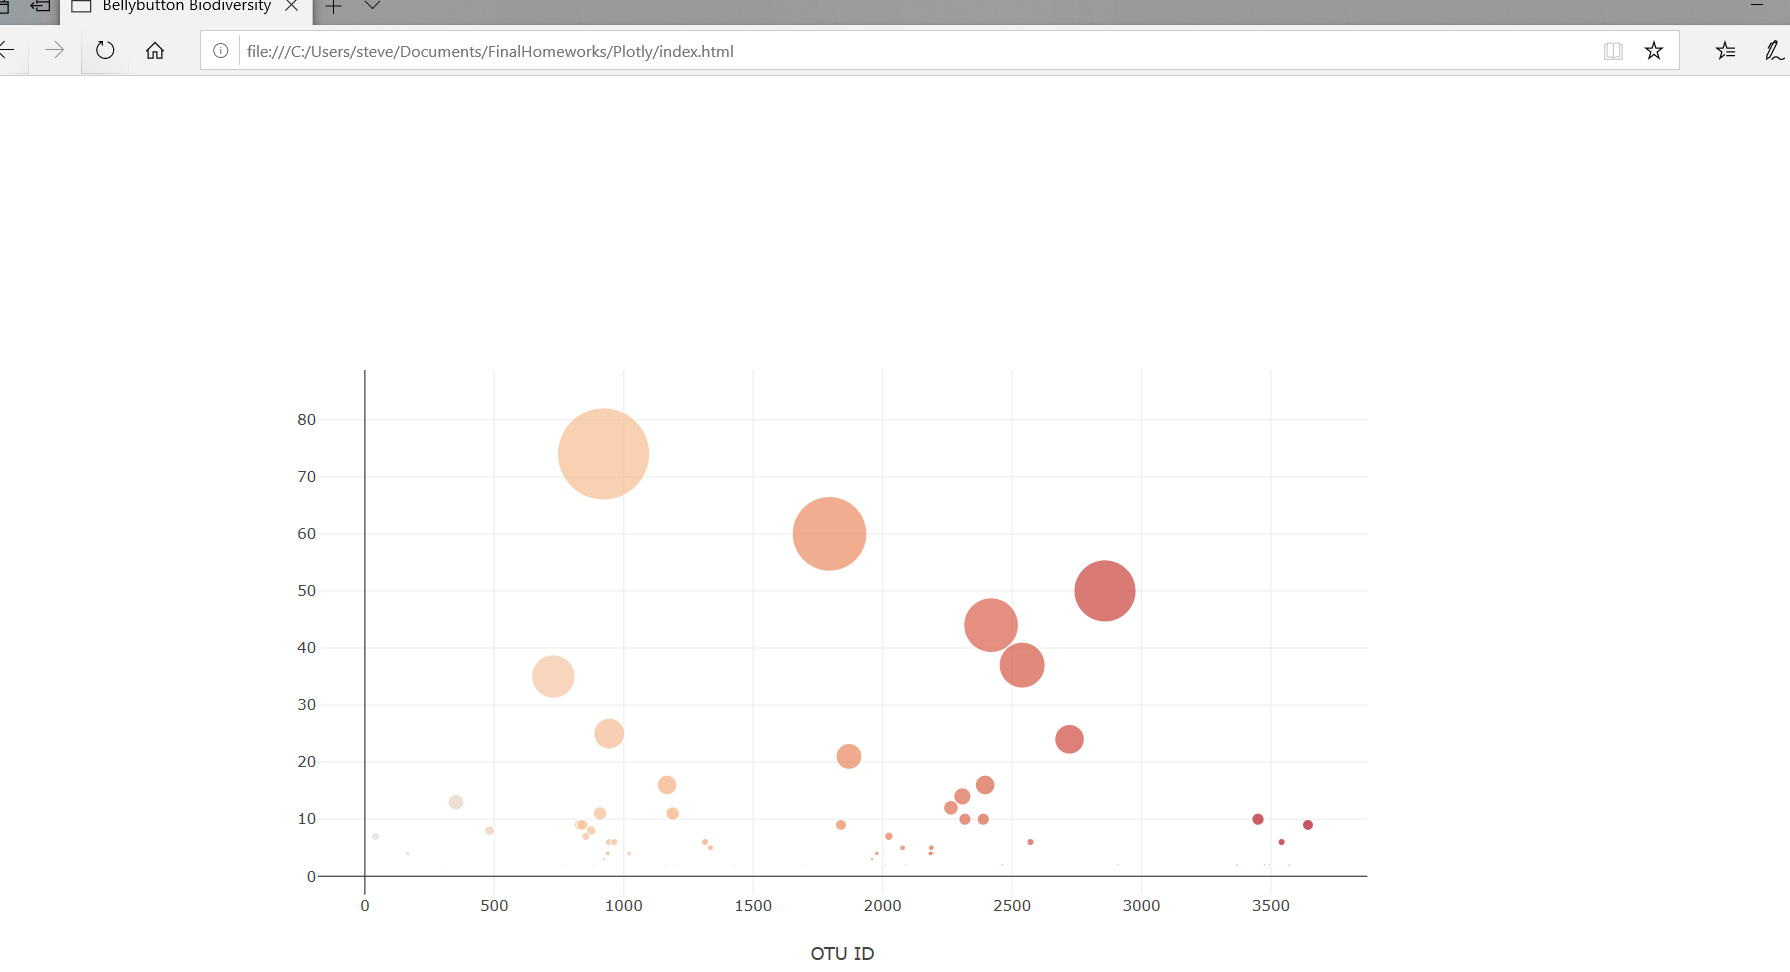 Bellybutton Biodiversity
file:///C:/Users/steve/Documents/FinalHomeworks/Plotly/index.html
80
70
60
50
40
30
20
10
0
0 500 1000 1500 2000 2500 3000 3500
OTU ID